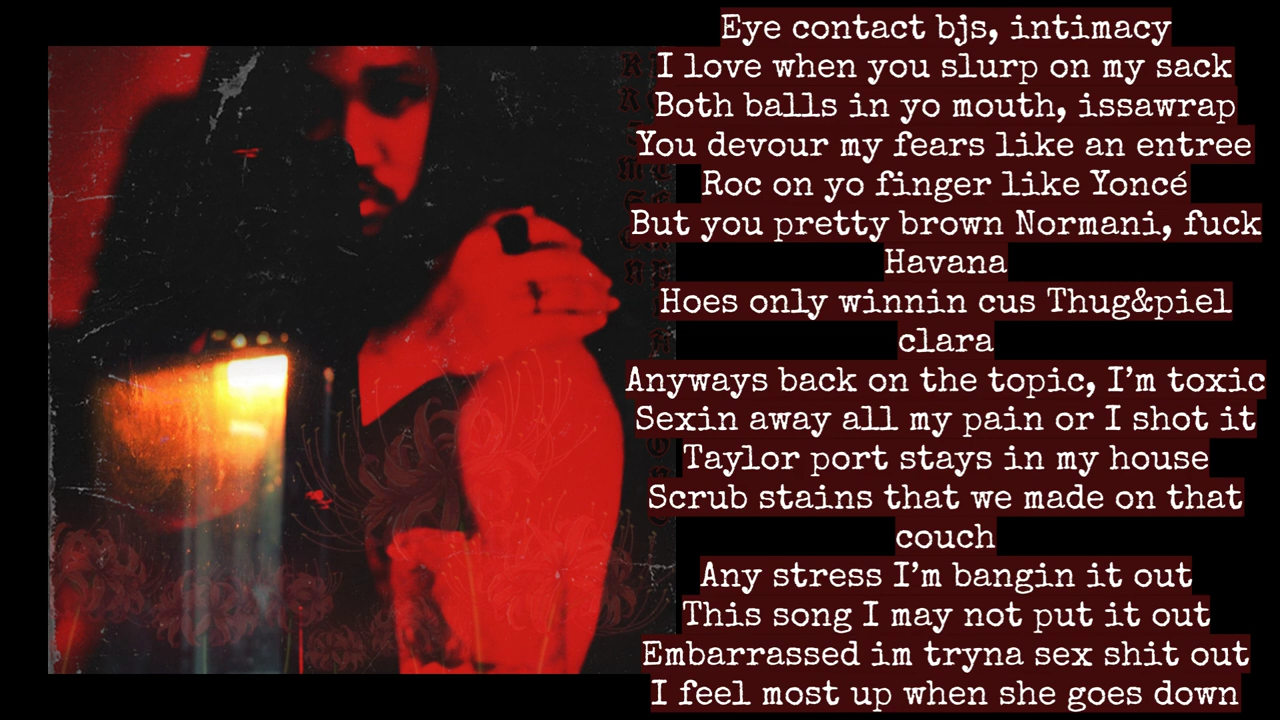 Eye contact bjs, intimacy
I love when you slurp on my sack
Both balls in yo mouth, issawrap
You devour my fears like an entree
Roc on yo finger like Yoncé
But you pretty brown Normani, fuck
Havana
Hoes only winnin cus Thug&piel
clara
Anyways back on the topic, I'm toxic
Sexin away all my pain or I shot it
Taylor port stays in my house
Scrub stains that we made on that
couch
Any stress I'm bangin it out
This song I may not put it out
Embarrassed im tryna sex shit out
I feel most up when she goes down